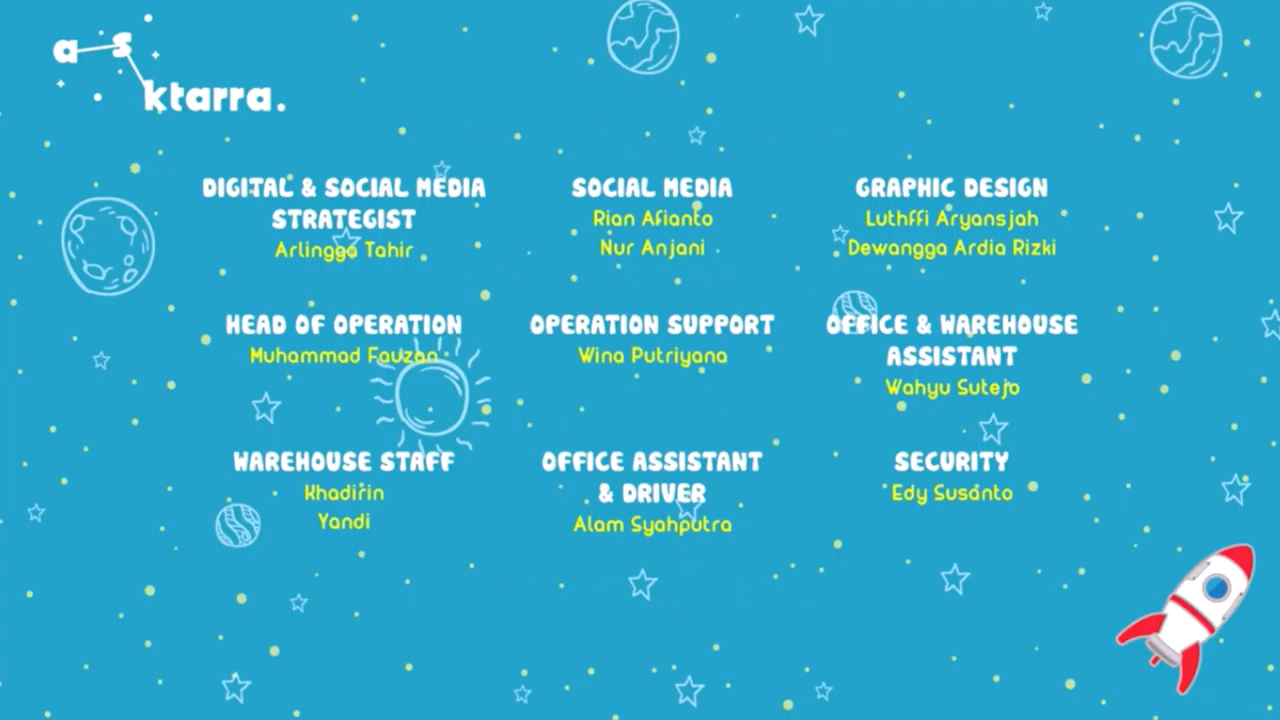 a s
ktarra.
DIGITAL & SOCIAL MEDIA
STRATEGIST
Arlingga Tahir
SOCIAL MEDIA
Rian Afianto
Nur Anjani
GRAPHIC DESIGN
Luthffi Aryansjah
Dewangga Ardia Rizki
HEAD OF OPERATION
Muhammad Fauzan
OPERATION SUPPORT
Wina Putriyana
OFFICE & WAREHOUSE
ASSISTANT
Wahyu Sutejo
WAREHOUSE STAFF
Khadirin
Yandi
OFFICE ASSISTANT
& DRIVER
Alam Syahputra
SECURITY
Edy Susanto